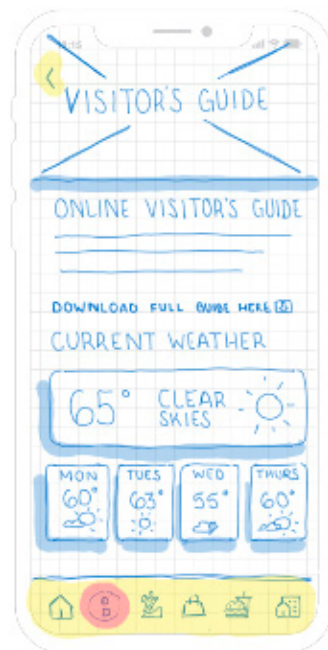 VISITOR'S GUIDE
ONLINE VISITOR'S GUIDE
DOWNLOAD FULL GUIDE HERE
CURRENT WEATHER
65° CLEAR SKIES
MON TUES WED THURS
60° 63° 55° 60°